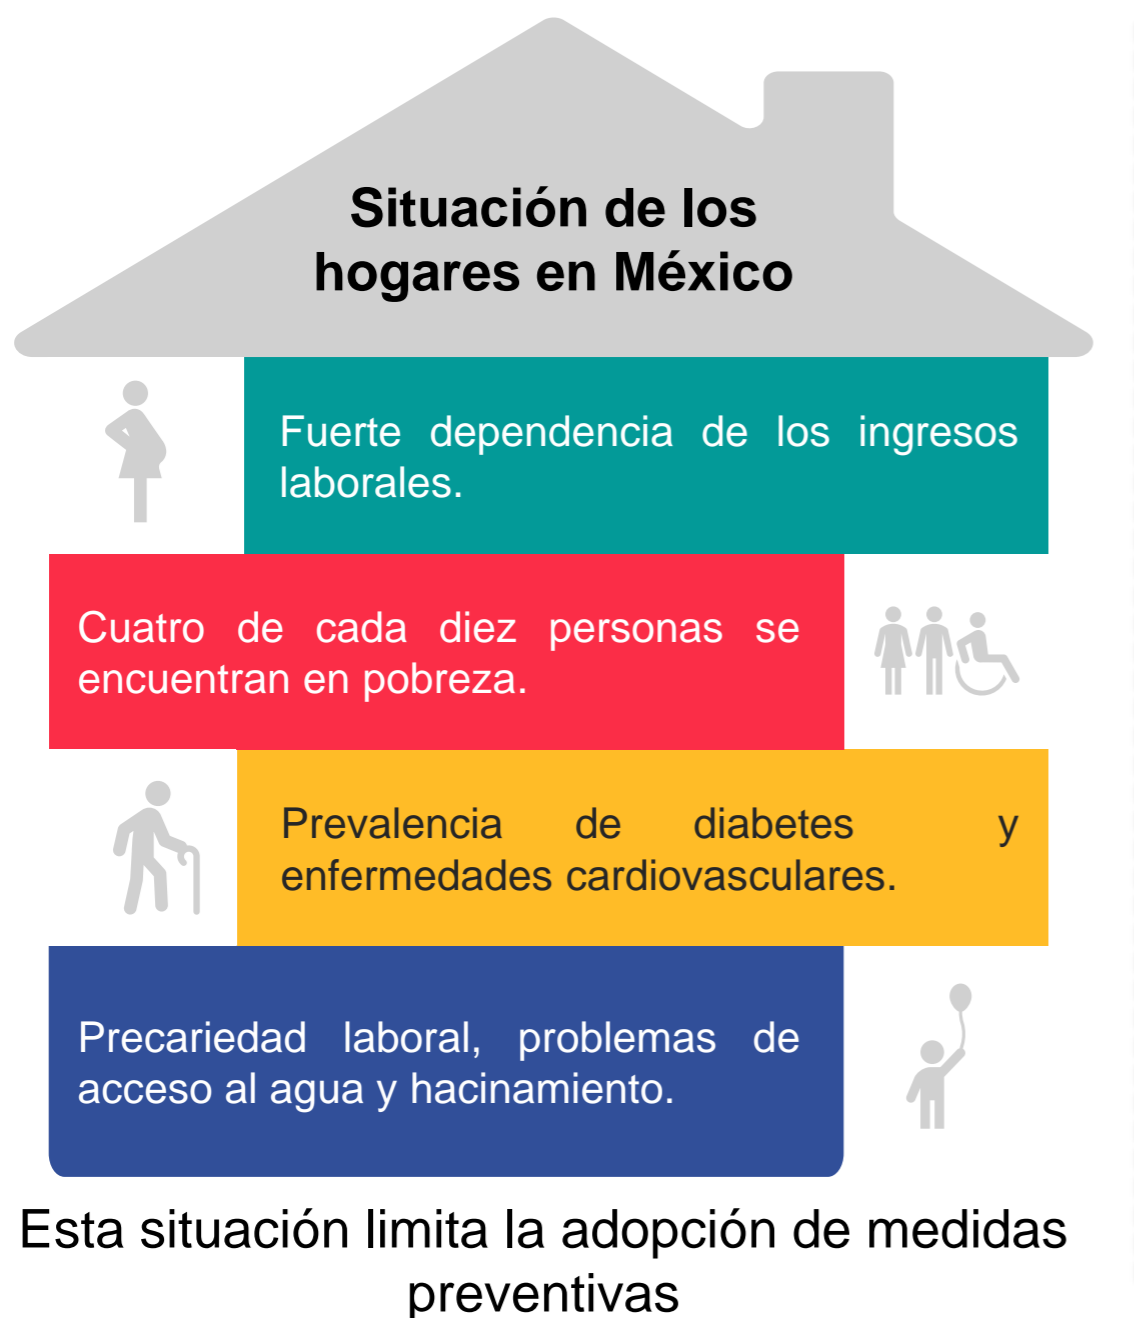 Situación de los
hogares en México
Fuerte dependencia de los ingresos
laborales.
Cuatro de cada diez personas se
encuentran en pobreza.
Prevalencia de diabetes y
enfermedades cardiovasculares.
Precariedad laboral, problemas de
acceso al agua y hacinamiento.
Esta situación limita la adopción de medidas
preventivas